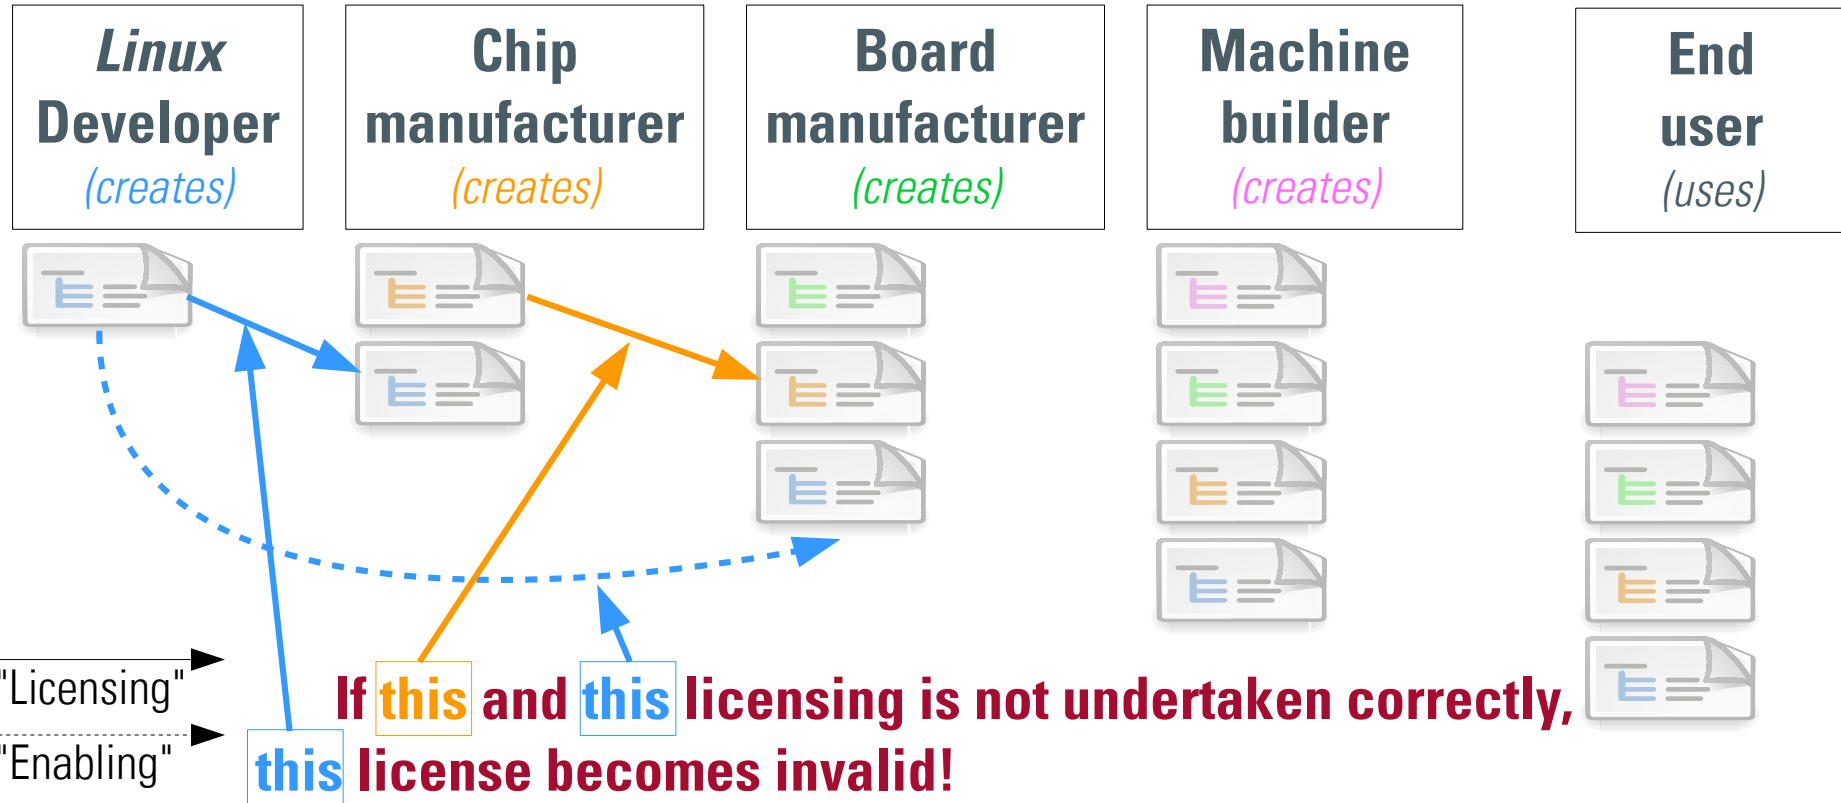 Linux
Developer
(creates)
Chip
manufacturer
(creates)
Board
manufacturer
(creates)
Machine
builder
(creates)
End
user
(uses)
"Licensing"
"Enabling"
If this and this licensing is not undertaken correctly,
this license becomes invalid!